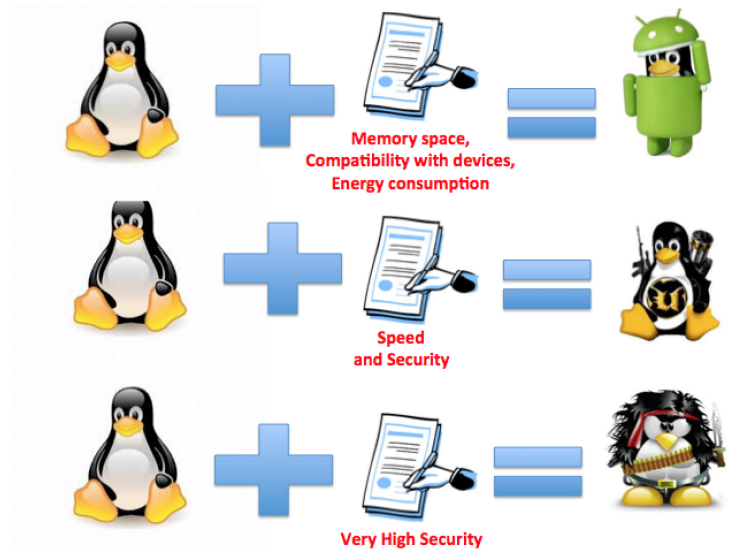 Memory space,
Compatibility with devices,
Energy consumption
Speed
and Security
Very High Security